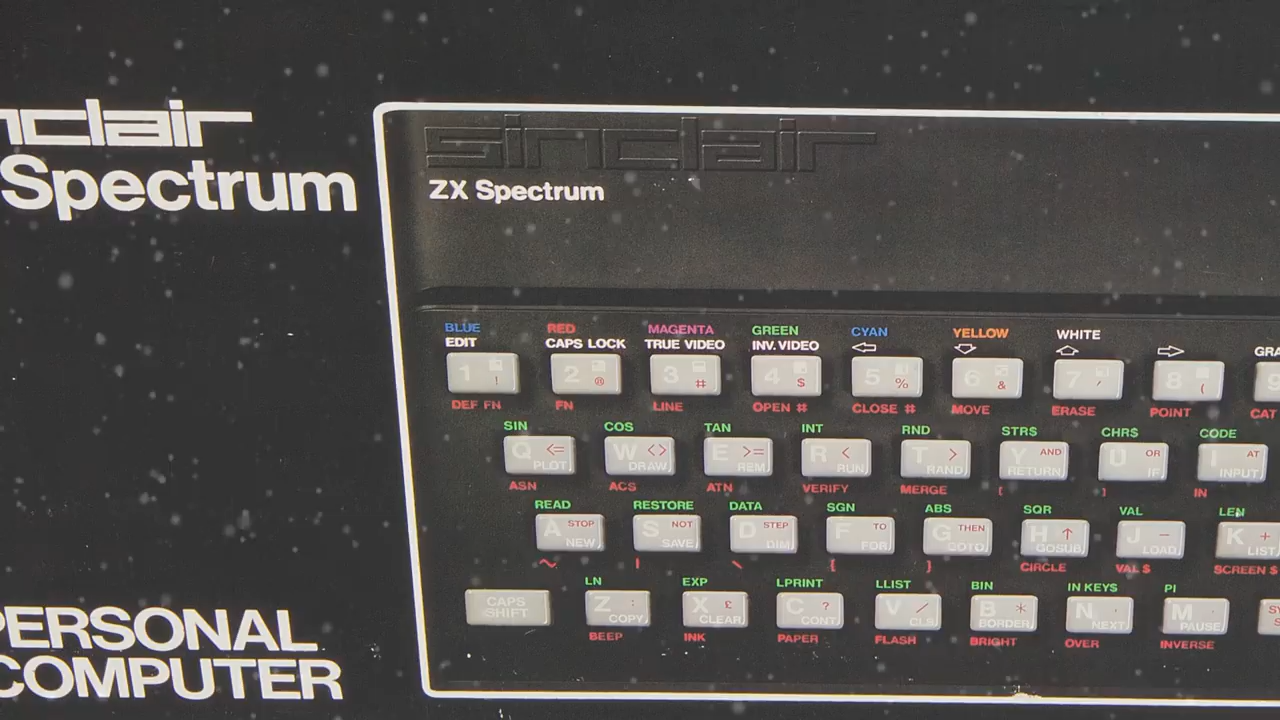 nclair
Spectrum
PERSONAL
COMPUTER
sinclair
ZX Spectrum
BLUE RED MAGENTA GREEN CYAN YELLOW WHITE
EDIT CAPS LOCK TRUE VIDEO INV. VIDEO GRA
1 ! 2 @ 3 # 4 $ 5 % 6 & 7 ' 8 ( 9
DEF FN FN LINE OPEN # CLOSE # MOVE ERASE POINT CAT
SIN COS TAN INT RND STR$ CHR$ CODE
Q <= W <> E >= R < T > Y AND U OR I AT
PLOT DRAW REM RUN RAND RETURN IF INPUT
ASN ACS ATN VERIFY MERGE [ ] IN
READ RESTORE DATA SGN ABS SQR VAL LEN
A STOP S NOT D STEP F TO G THEN H ↑ J − K +
NEW SAVE DIM FOR GOTO GOSUB LOAD LIST
~ | \ { } CIRCLE VAL $ SCREEN $
LN EXP LPRINT LLIST BIN IN KEY$ PI
CAPS SHIFT Z : X £ C ? V / B * N , M . SY
COPY CLEAR CONT CLS BORDER NEXT PAUSE S
BEEP INK PAPER FLASH BRIGHT OVER INVERSE